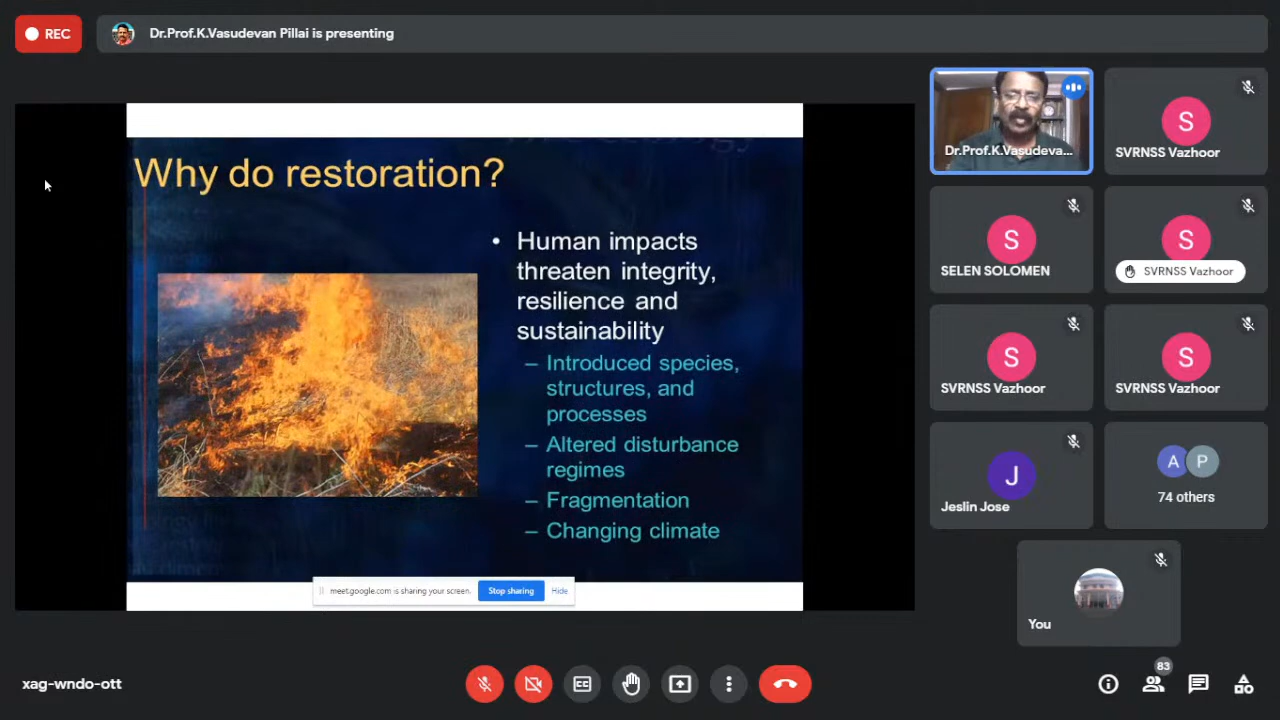 REC
Dr.Prof.K.Vasudevan Pillai is presenting
Why do restoration?
• Human impacts
threaten integrity,
resilience and
sustainability
– Introduced species,
structures, and
processes
– Altered disturbance
regimes
– Fragmentation
– Changing climate
meet.google.com is sharing your screen.
Stop sharing
Hide
Dr.Prof.K.Vasudeva...
S
SVRNSS Vazhoor
S
SELEN SOLOMEN
S
SVRNSS Vazhoor
S
SVRNSS Vazhoor
S
SVRNSS Vazhoor
J
Jeslin Jose
A P
74 others
You
xag-wndo-ott
CC
83